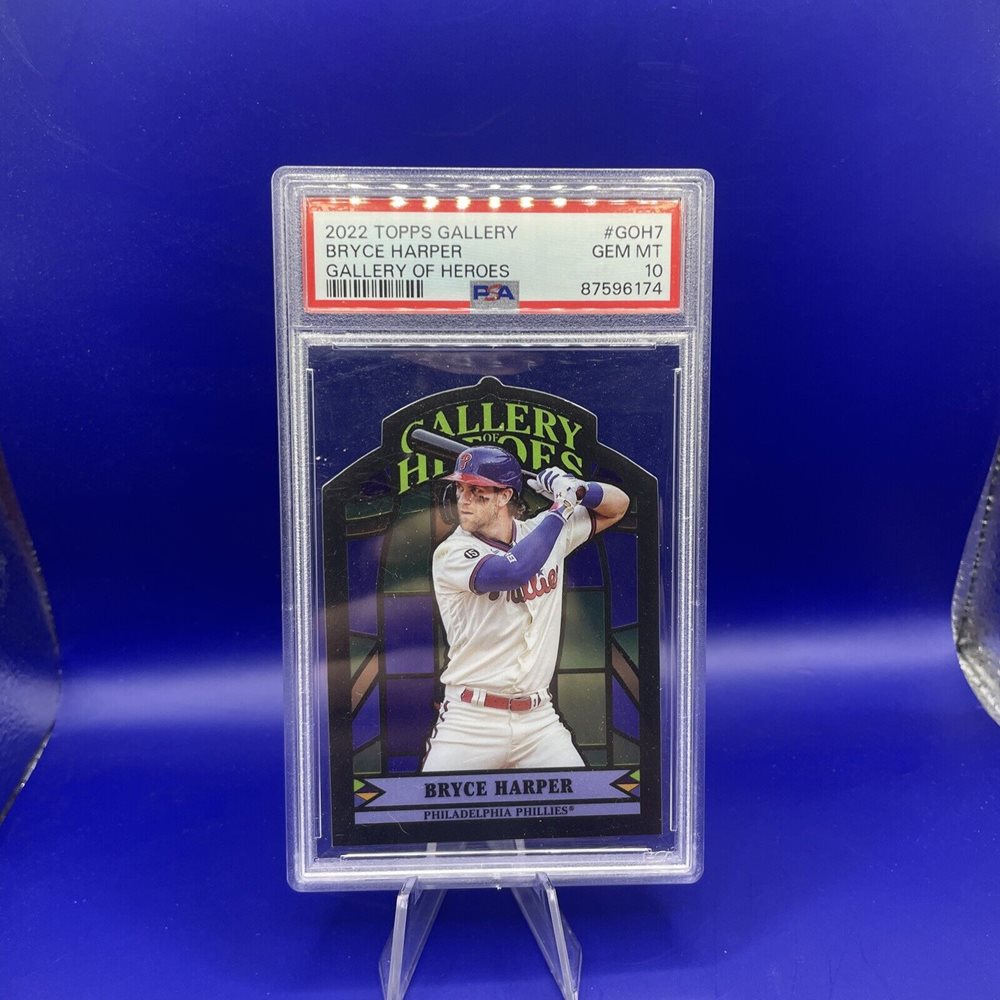 2022 TOPPS GALLERY #GOH7
BRYCE HARPER GEM MT
GALLERY OF HEROES 10
PSA 87596174
GALLERY
OF
HEROES
P
15
Phillies
BRYCE HARPER
PHILADELPHIA PHILLIES®